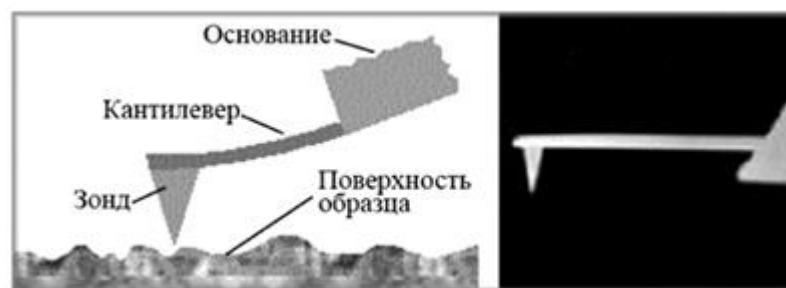 Основание
Кантилевер
Зонд
Поверхность
образца